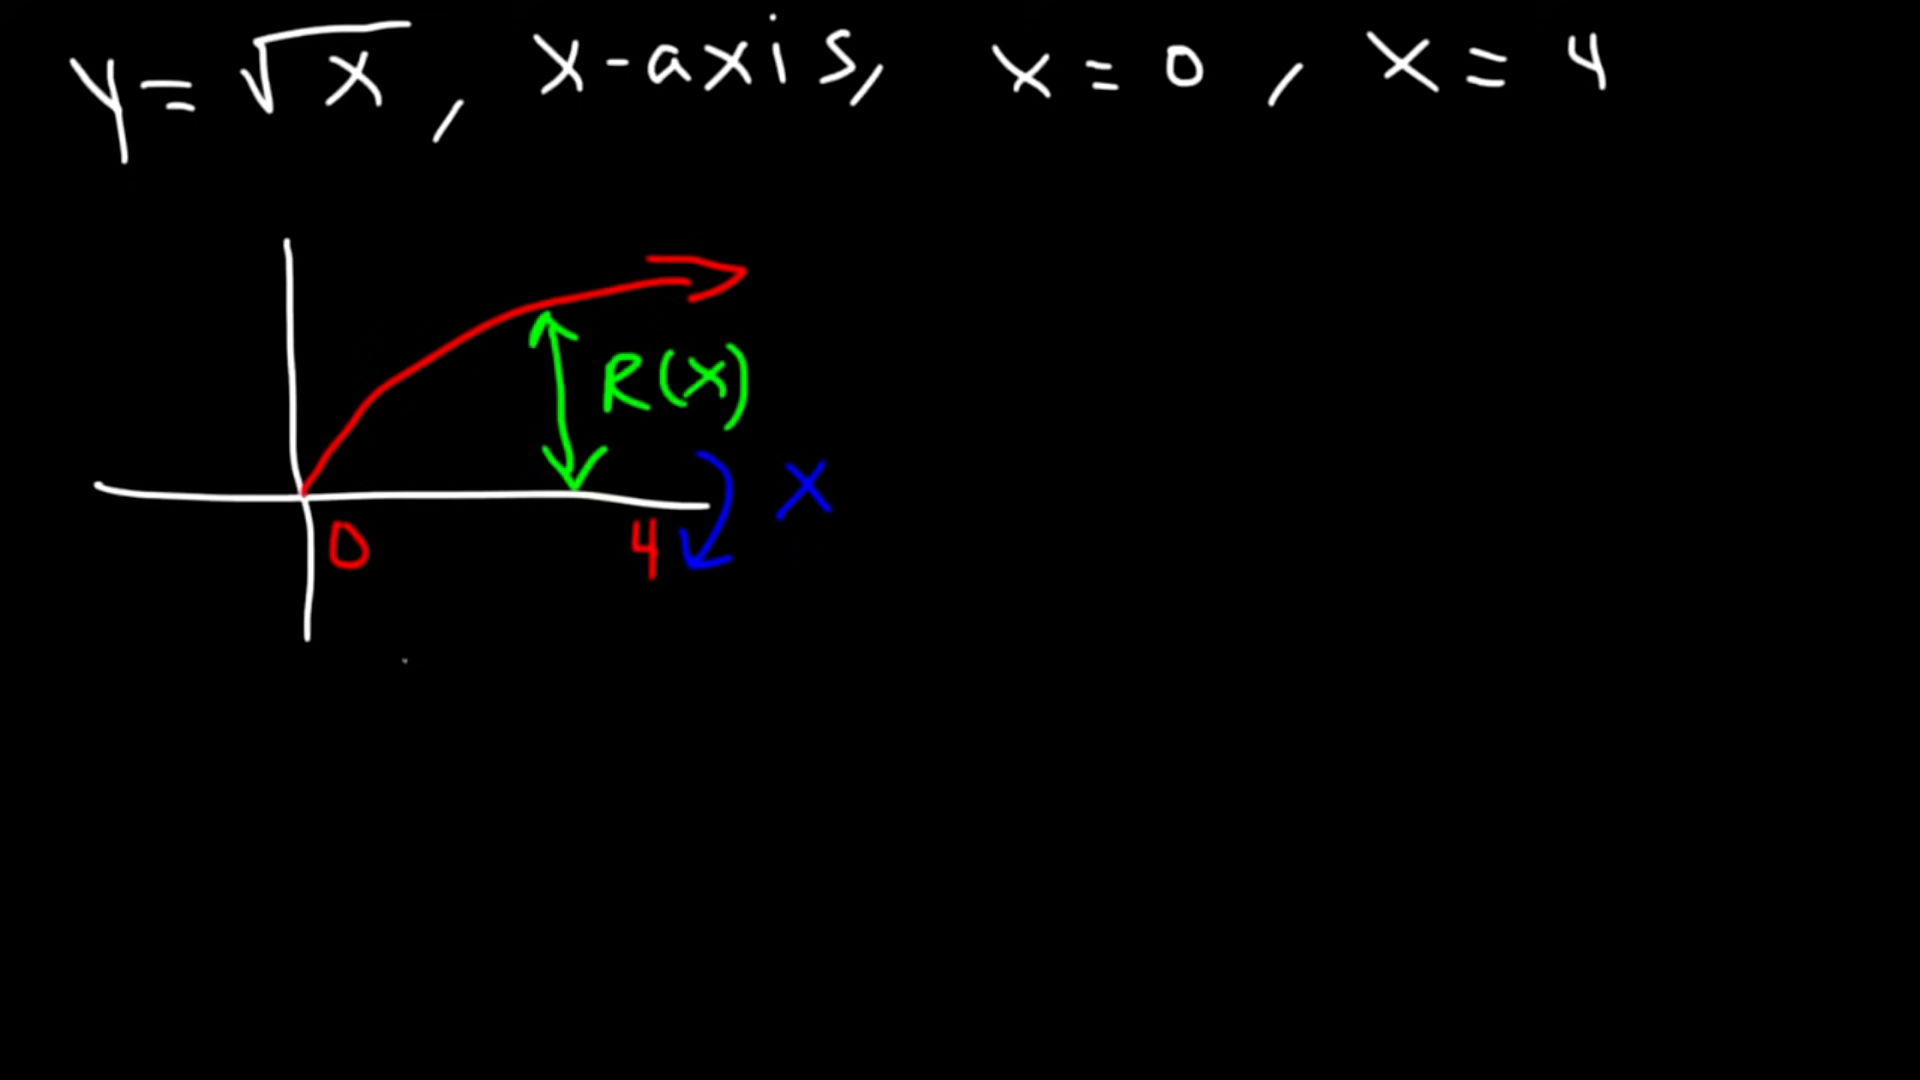 y = √x , x-axis, x = 0 , x = 4
R(x)
x
0 4